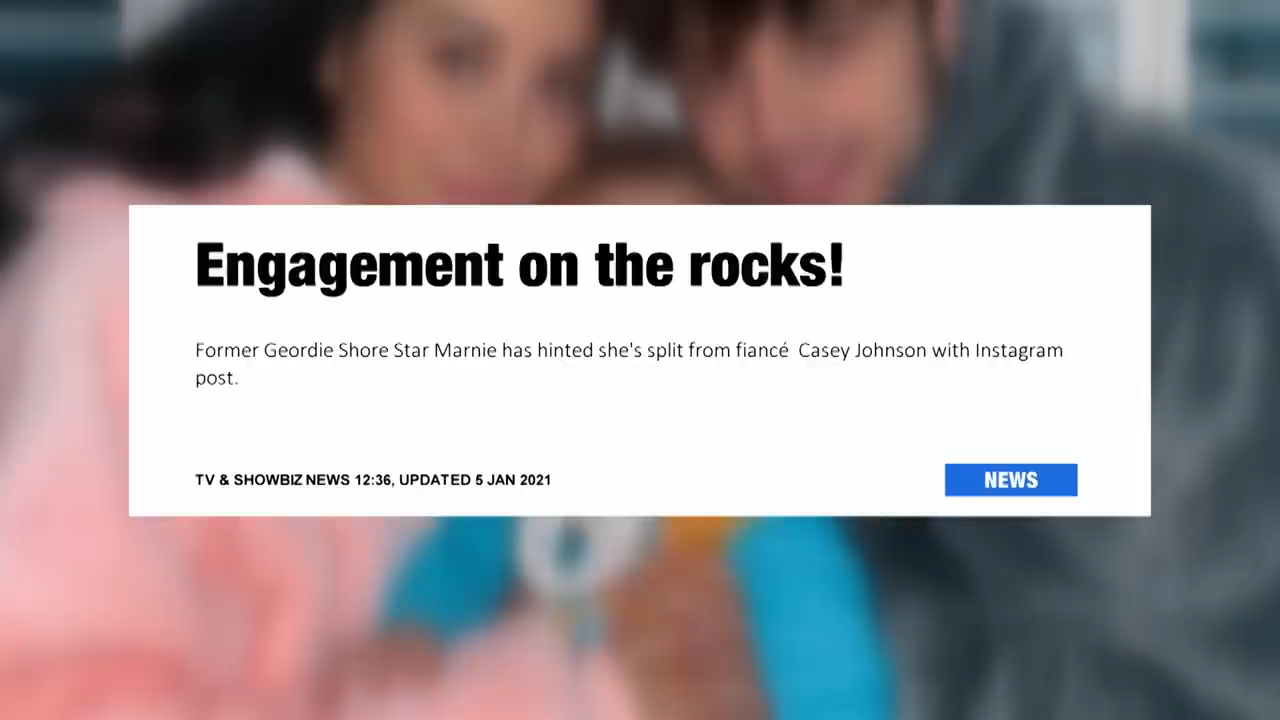 Engagement on the rocks!
Former Geordie Shore Star Marnie has hinted she's split from fiancé  Casey Johnson with Instagram
post.
TV & SHOWBIZ NEWS 12:36, UPDATED 5 JAN 2021
NEWS